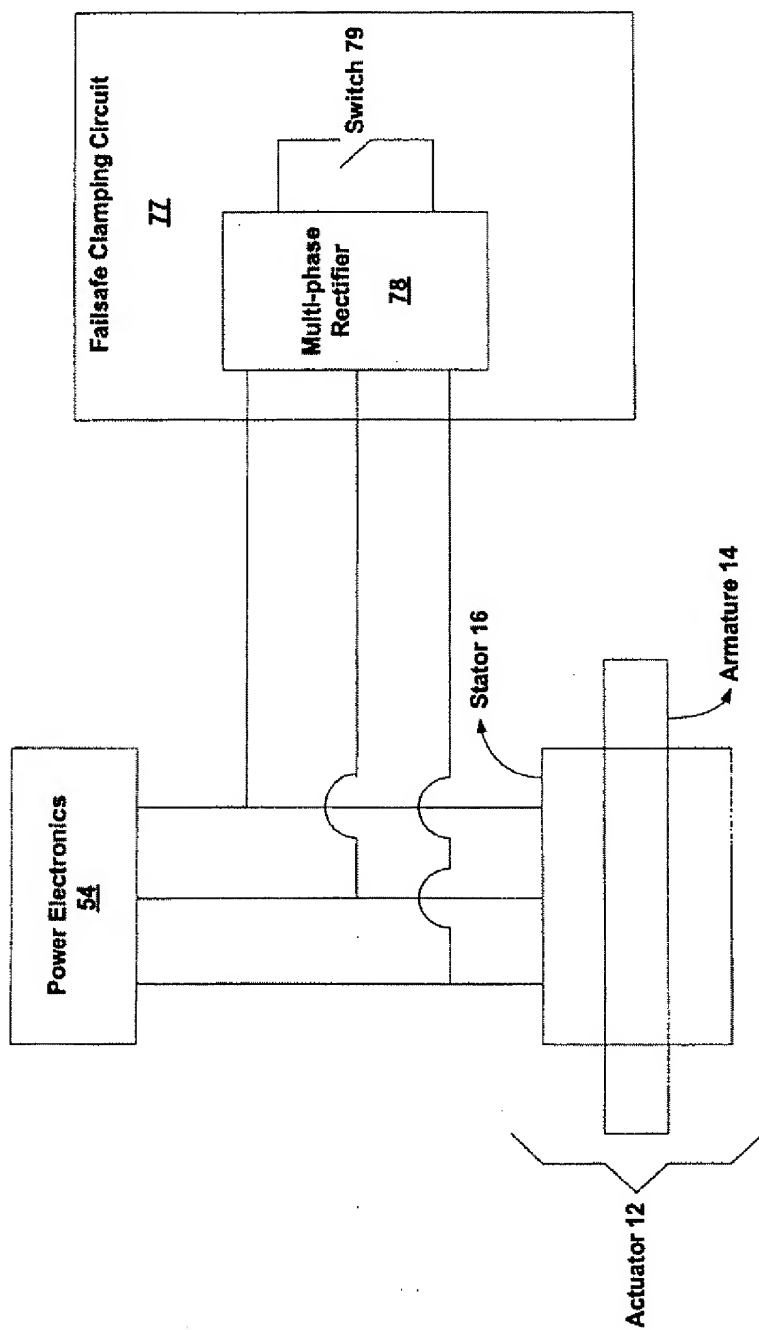 Failsafe Clamping Circuit
77
Switch 79
Multi-phase
Rectifier
78
Power Electronics
54
Stator 16
Armature 14
Actuator 12